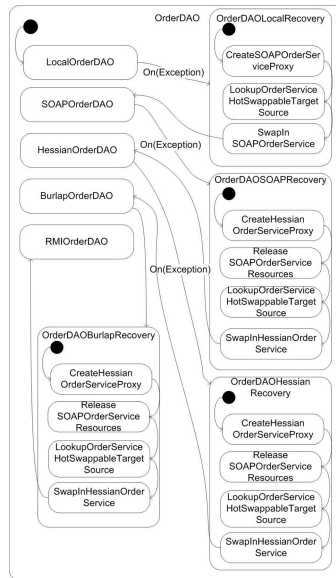 OrderDAO
OrderDAOLocalRecovery
LocalOrderDAO
On(Exception)
CreateSOAPOrderSer
viceProxy
LookupOrderService
HotSwappableTarget
Source
SwapIn
SOAPOrderService
SOAPOrderDAO
On(Exception)
OrderDAOSOAPRecovery
CreateHessian
OrderServiceProxy
Release
SOAPOrderService
Resources
LookupOrderService
HotSwappableTarget
Source
SwapInHessianOrder
Service
HessianOrderDAO
BurlapOrderDAO
On(Exception)
RMIOrderDAO
OrderDAOBurlapRecovery
CreateHessian
OrderServiceProxy
Release
SOAPOrderService
Resources
LookupOrderService
HotSwappableTarget
Source
SwapInHessianOrder
Service
OrderDAOHessian
Recovery
CreateHessian
OrderServiceProxy
Release
SOAPOrderService
Resources
LookupOrderService
HotSwappableTarget
Source
SwapInHessianOrder
Service